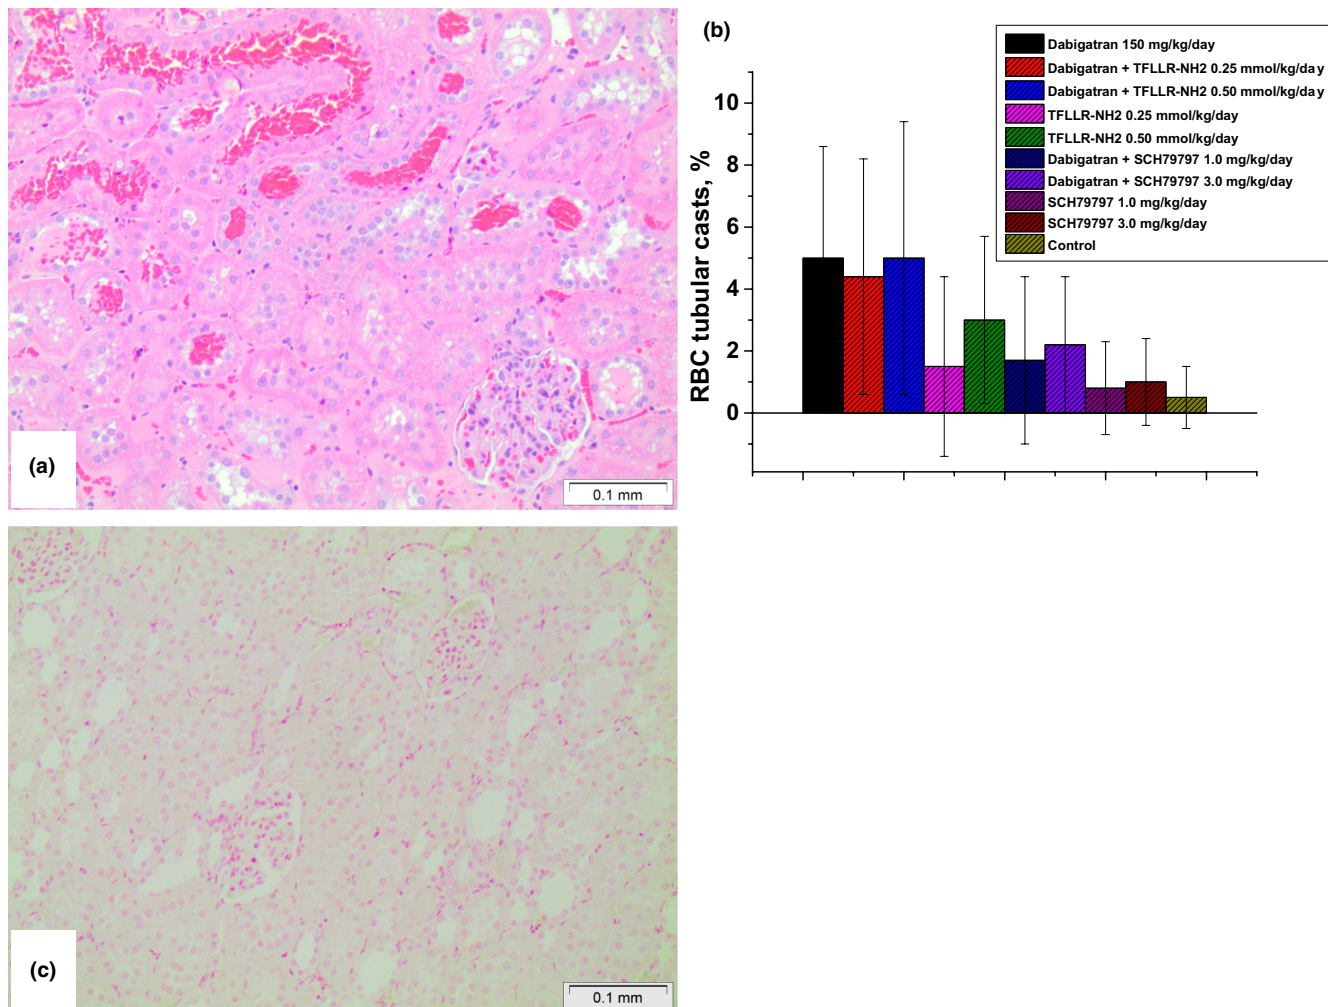 (a)
0.1 mm
(b)
RBC tubular casts, %
10
8
6
4
2
0
Dabigatran 150 mg/kg/day
Dabigatran + TFLLR-NH2 0.25 mmol/kg/day
Dabigatran + TFLLR-NH2 0.50 mmol/kg/day
TFLLR-NH2 0.25 mmol/kg/day
TFLLR-NH2 0.50 mmol/kg/day
Dabigatran + SCH79797 1.0 mg/kg/day
Dabigatran + SCH79797 3.0 mg/kg/day
SCH79797 1.0 mg/kg/day
SCH79797 3.0 mg/kg/day
Control
(c)
0.1 mm